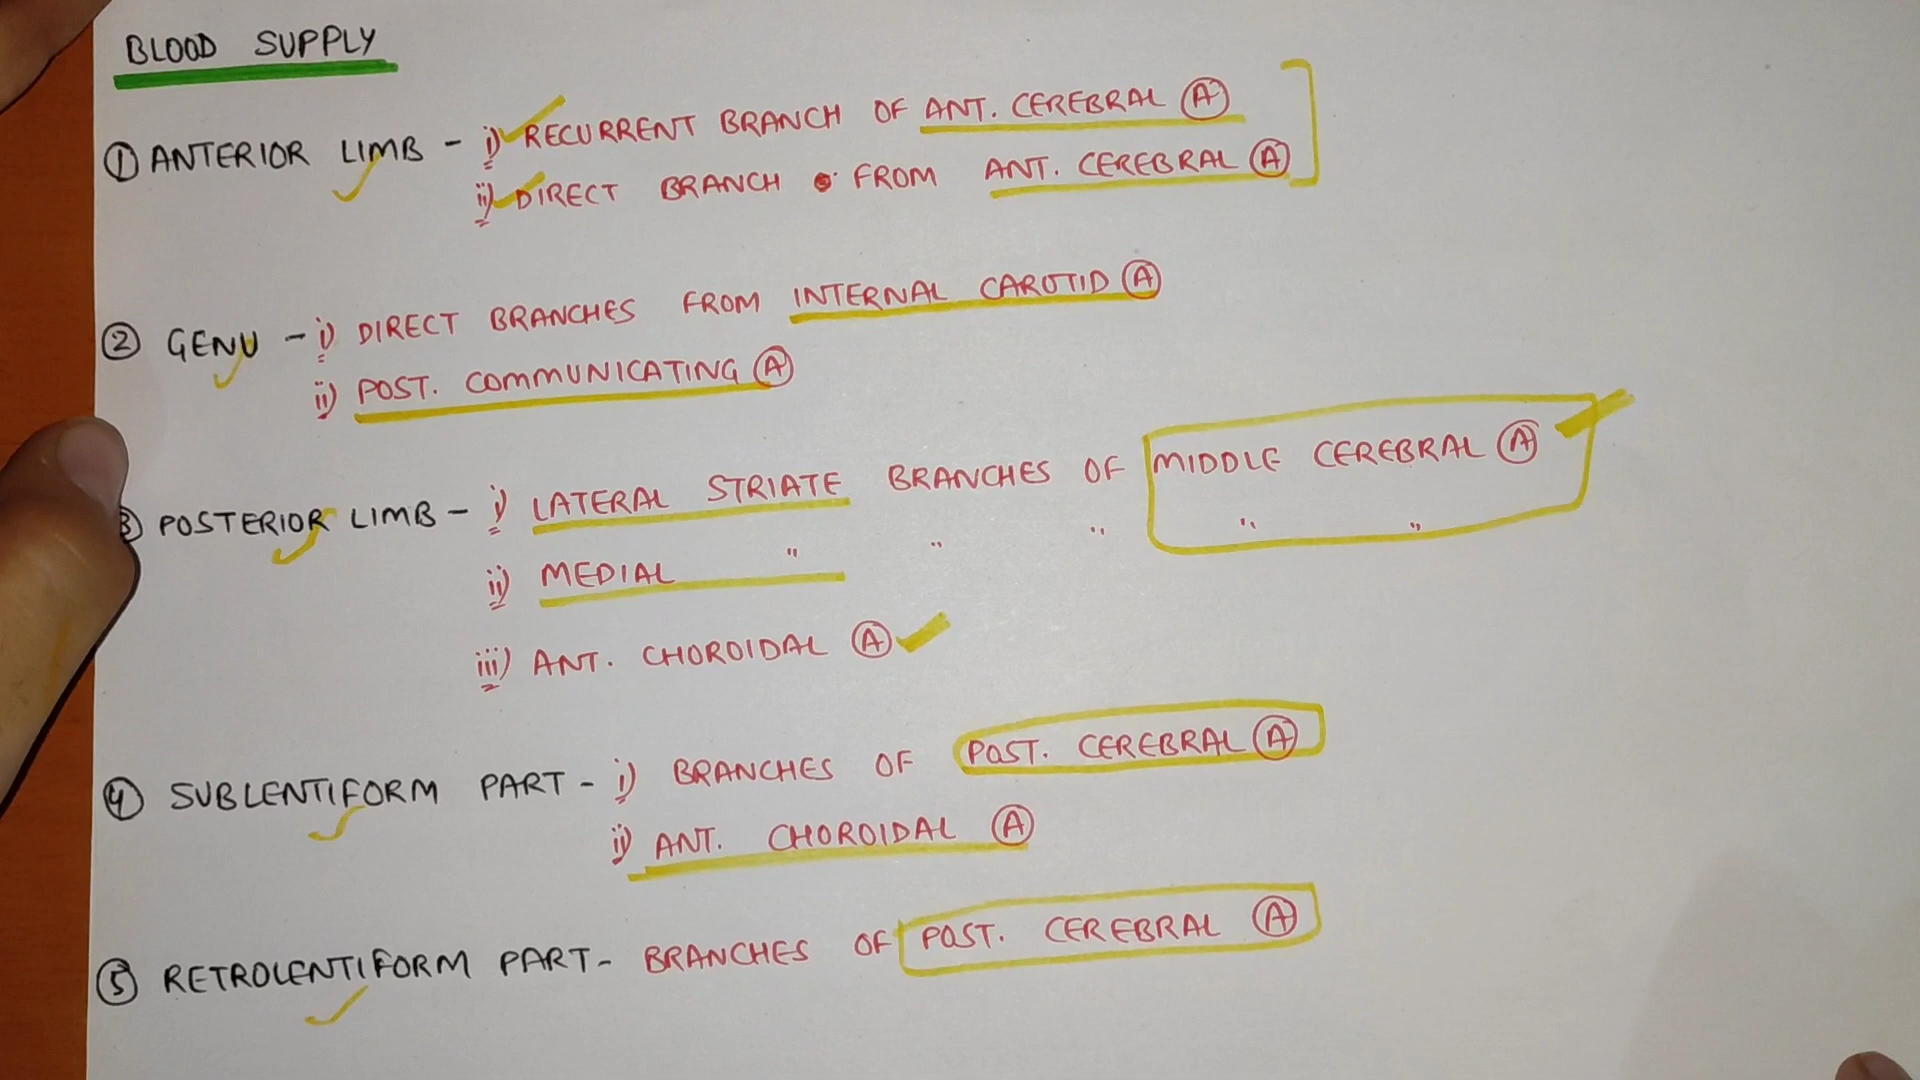 BLOOD SUPPLY
① ANTERIOR LIMB - i) RECURRENT BRANCH OF ANT. CEREBRAL Ⓐ
ii) DIRECT BRANCH FROM ANT. CEREBRAL Ⓐ
② GENU - i) DIRECT BRANCHES FROM INTERNAL CAROTID Ⓐ
ii) POST. COMMUNICATING Ⓐ
③ POSTERIOR LIMB - i) LATERAL STRIATE BRANCHES OF MIDDLE CEREBRAL Ⓐ
ii) MEDIAL " " " " "
iii) ANT. CHOROIDAL Ⓐ
④ SUBLENTIFORM PART - i) BRANCHES OF POST. CEREBRAL Ⓐ
ii) ANT. CHOROIDAL Ⓐ
⑤ RETROLENTIFORM PART - BRANCHES OF POST. CEREBRAL Ⓐ